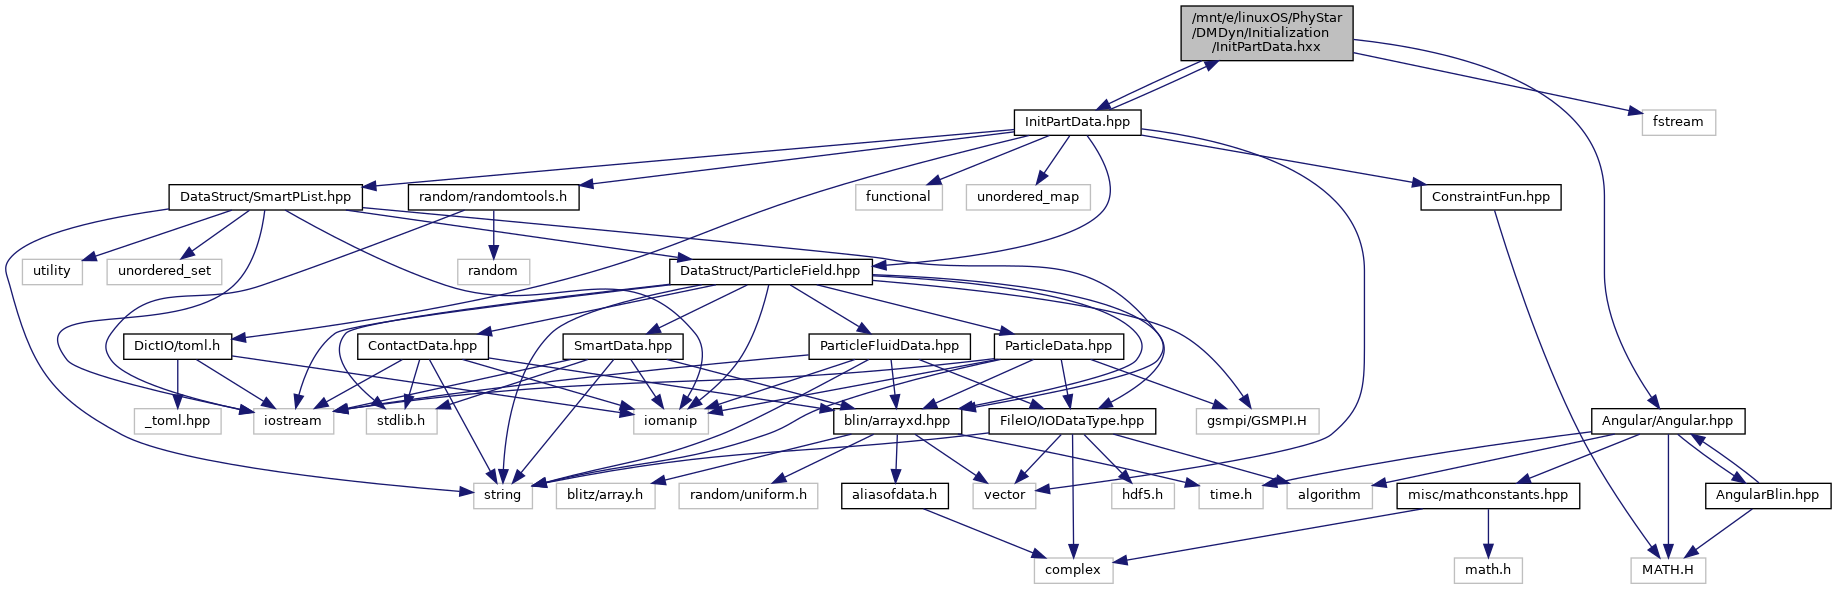 /mnt/e/linuxOS/PhyStar
/DMDyn/Initialization
/InitPartData.hxx
InitPartData.hpp
fstream
DataStruct/SmartPList.hpp
random/randomtools.h
functional
unordered_map
ConstraintFun.hpp
utility
unordered_set
random
DataStruct/ParticleField.hpp
DictIO/toml.h
ContactData.hpp
SmartData.hpp
ParticleFluidData.hpp
ParticleData.hpp
_toml.hpp
iostream
stdlib.h
iomanip
blin/arrayxd.hpp
FileIO/IODataType.hpp
gsmpi/GSMPI.H
Angular/Angular.hpp
string
blitz/array.h
random/uniform.h
aliasofdata.h
vector
hdf5.h
time.h
algorithm
misc/mathconstants.hpp
AngularBlin.hpp
complex
math.h
MATH.H